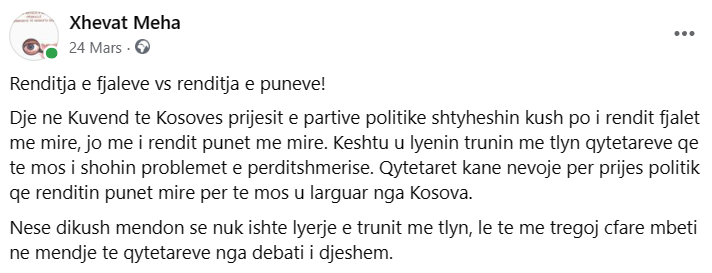 Xhevat Meha
24 Mars ·
Renditja e fjaleve vs renditja e puneve!
Dje ne Kuvend te Kosoves prijesit e partive politike shtyheshin kush po i rendit fjalet
me mire, jo me i rendit punet me mire. Keshtu u lyenin trunin me tlyn qytetareve qe
te mos i shohin problemet e perditshmerise. Qytetaret kane nevoje per prijes politik
qe renditin punet mire per te mos u larguar nga Kosova.
Nese dikush mendon se nuk ishte lyerje e trunit me tlyn, le te me tregoj cfare mbeti
ne mendje te qytetareve nga debati i djeshem.